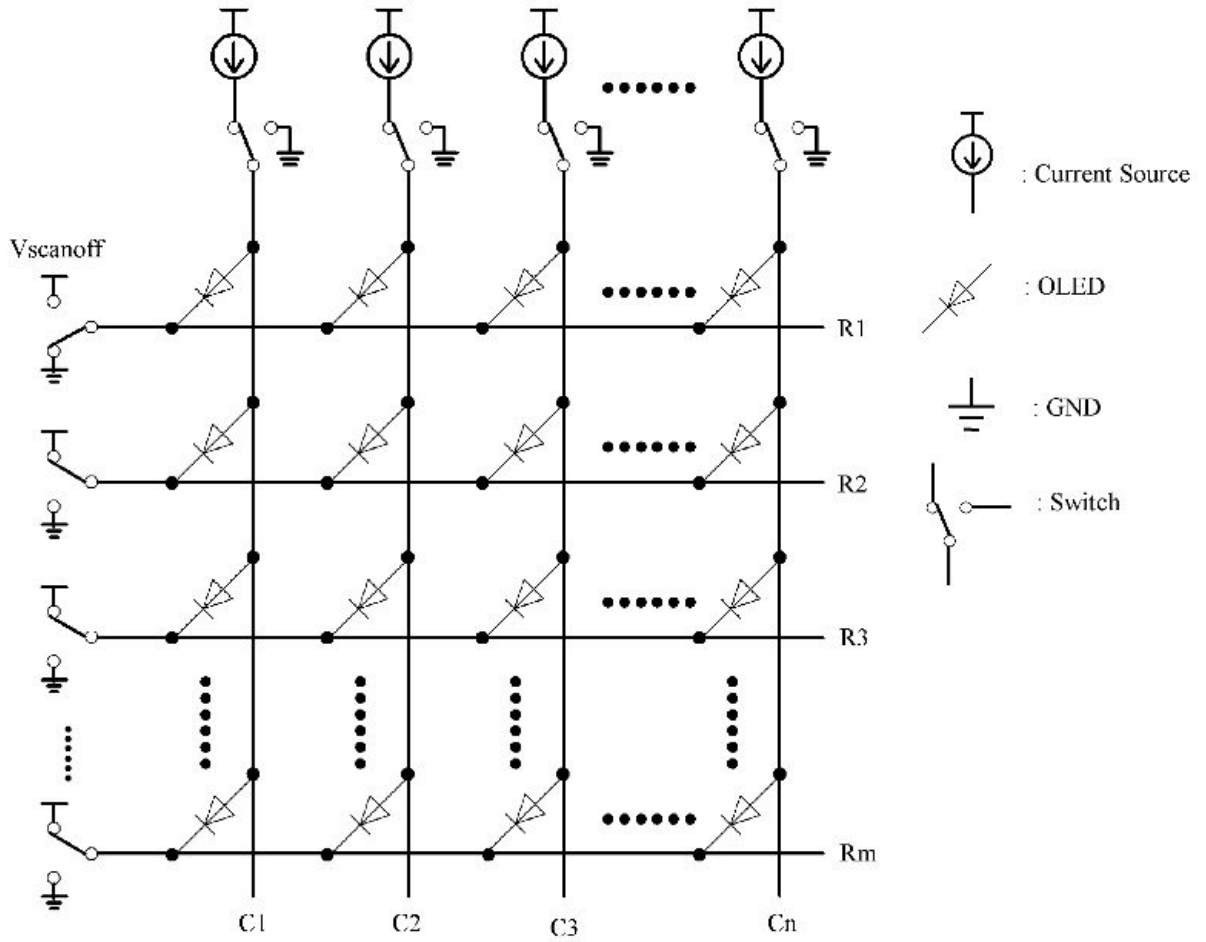 Vscanoff
R1
R2
R3
Rm
C1
C2
C3
Cn
: Current Source
: OLED
: GND
: Switch